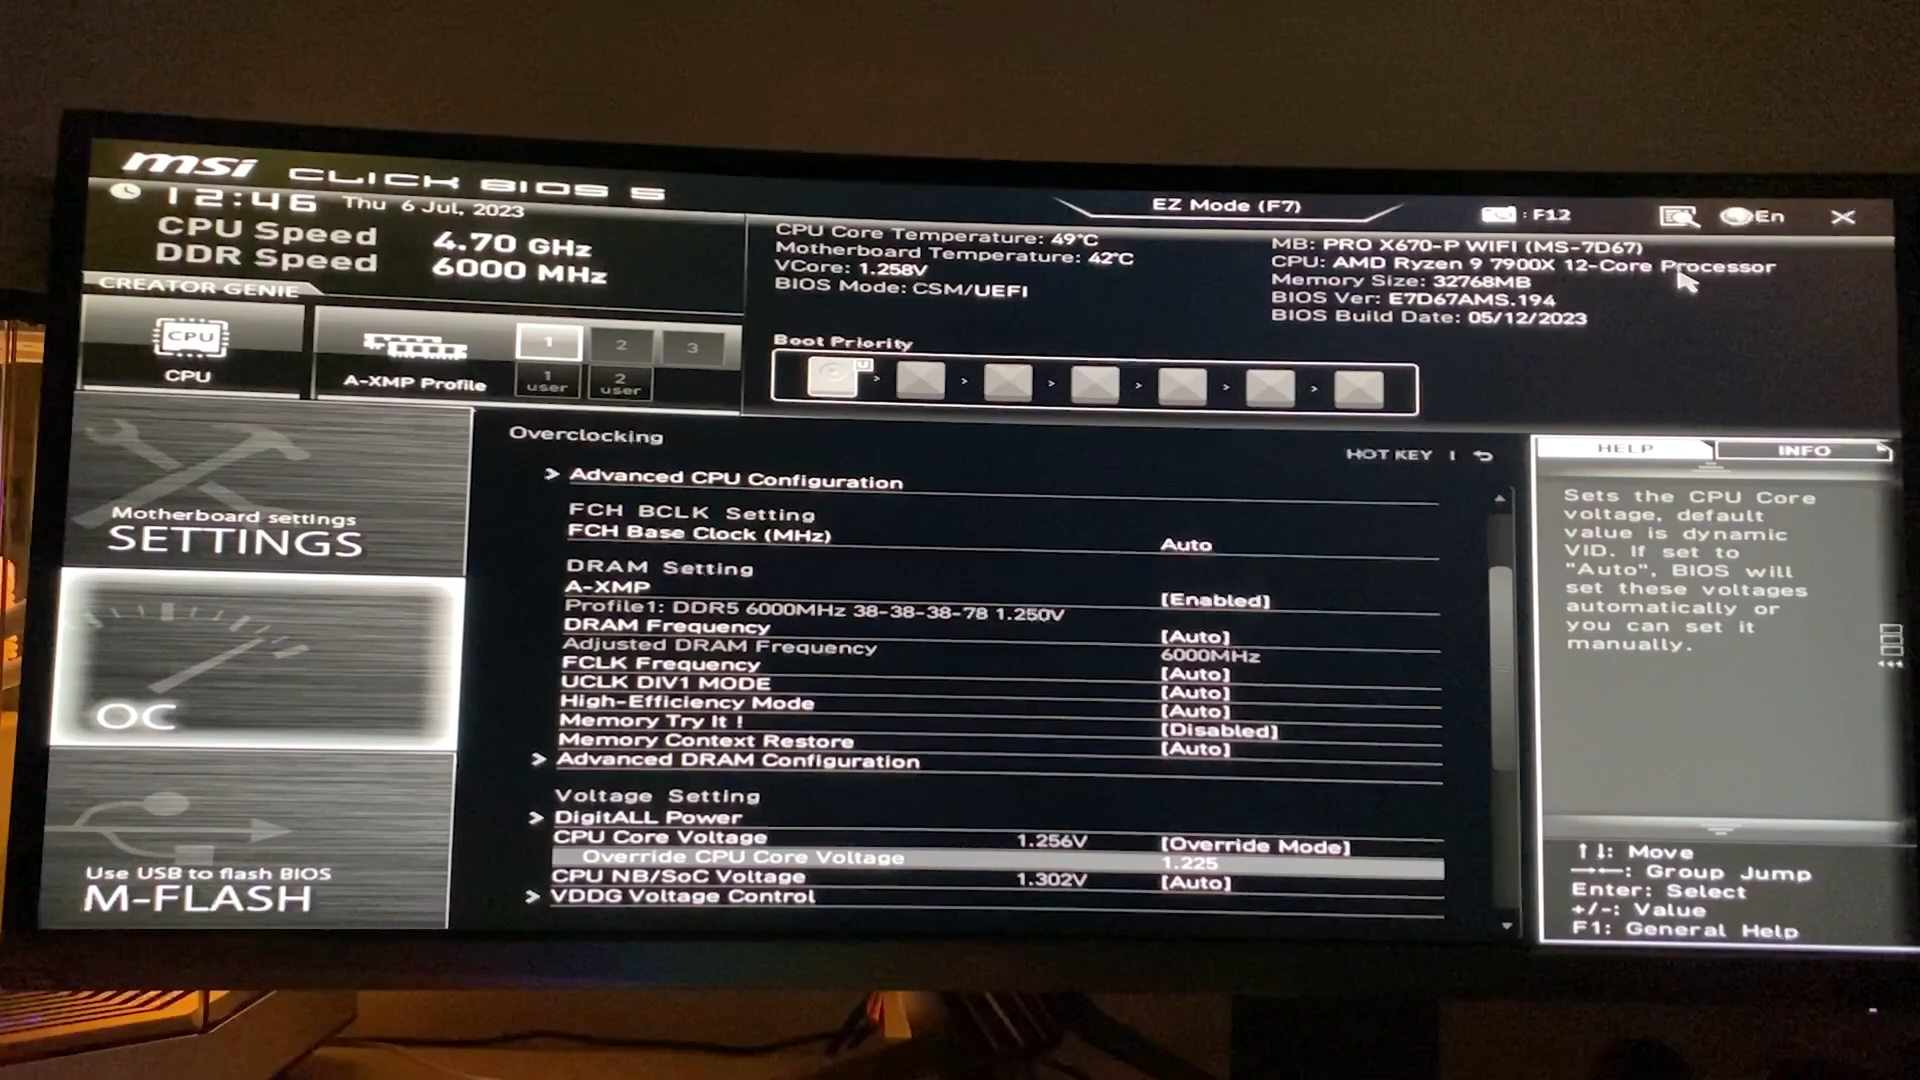 msi CLICK BIOS 5
12:46 Thu 6 Jul, 2023
CPU Speed 4.70 GHz
DDR Speed 6000 MHz
EZ Mode (F7)
: F12
En
CPU Core Temperature: 49°C
Motherboard Temperature: 42°C
VCore: 1.258V
BIOS Mode: CSM/UEFI
MB: PRO X670-P WIFI (MS-7D67)
CPU: AMD Ryzen 9 7900X 12-Core Processor
Memory Size: 32768MB
BIOS Ver: E7D67AMS.194
BIOS Build Date: 05/12/2023
CREATOR GENIE
CPU
CPU
A-XMP Profile
1 2 3
1 user 2 user
Boot Priority
U
Motherboard settings
SETTINGS
OC
Use USB to flash BIOS
M-FLASH
Overclocking
HOT KEY
> Advanced CPU Configuration
FCH BCLK Setting
FCH Base Clock (MHz) Auto
DRAM Setting
A-XMP [Enabled]
Profile1: DDR5 6000MHz 38-38-38-78 1.250V
DRAM Frequency [Auto]
Adjusted DRAM Frequency 6000MHz
FCLK Frequency [Auto]
UCLK DIV1 MODE [Auto]
High-Efficiency Mode [Auto]
Memory Try It ! [Disabled]
Memory Context Restore [Auto]
> Advanced DRAM Configuration
Voltage Setting
> DigitALL Power
CPU Core Voltage 1.256V [Override Mode]
Override CPU Core Voltage 1.225
CPU NB/SoC Voltage 1.302V [Auto]
> VDDG Voltage Control
HELP
INFO
Sets the CPU Core
voltage, default
value is dynamic
VID. If set to
"Auto", BIOS will
set these voltages
automatically or
you can set it
manually.
↑↓: Move
→←: Group Jump
Enter: Select
+/-: Value
F1: General Help